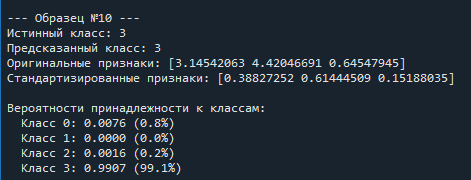 --- Образец №10 ---
Истинный класс: 3
Предсказанный класс: 3
Оригинальные признаки: [3.14542063 4.42046691 0.64547945]
Стандартизированные признаки: [0.38827252 0.61444509 0.15188035]
Вероятности принадлежности к классам:
Класс 0: 0.0076 (0.8%)
Класс 1: 0.0000 (0.0%)
Класс 2: 0.0016 (0.2%)
Класс 3: 0.9907 (99.1%)